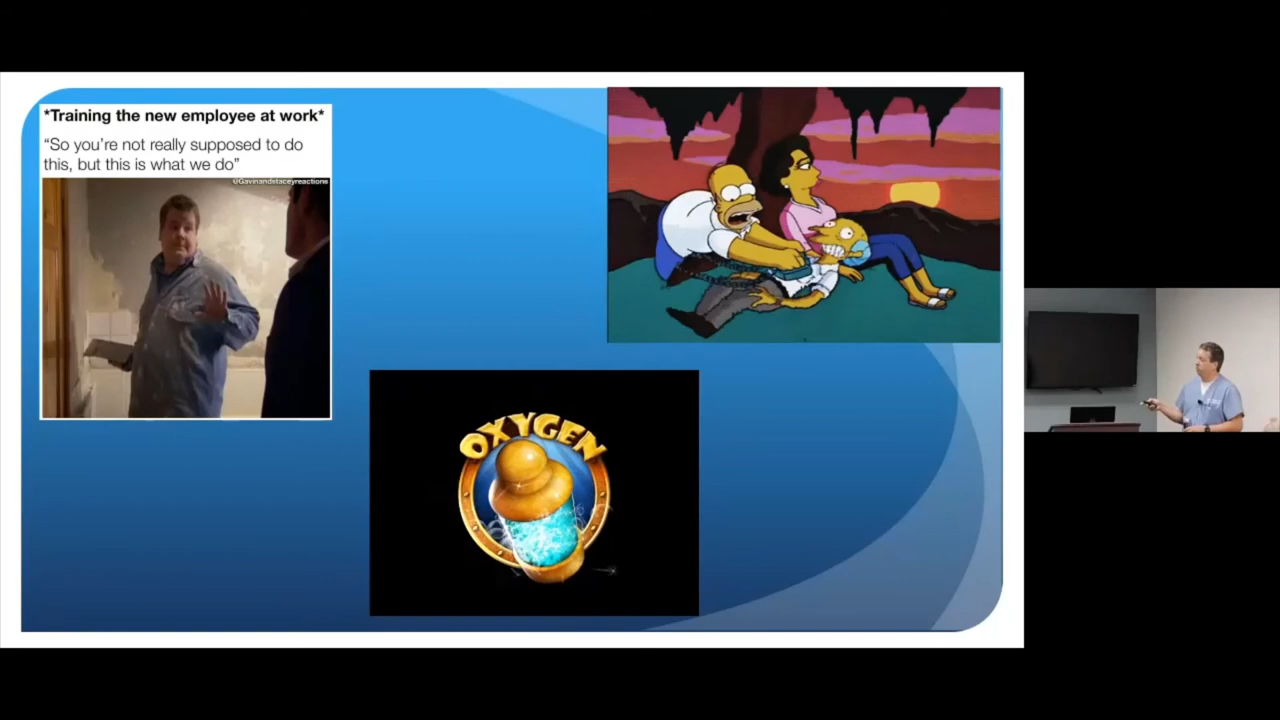 *Training the new employee at work*
“So you’re not really supposed to do
this, but this is what we do”
@Gavinandstaceyreactions
OXYGEN